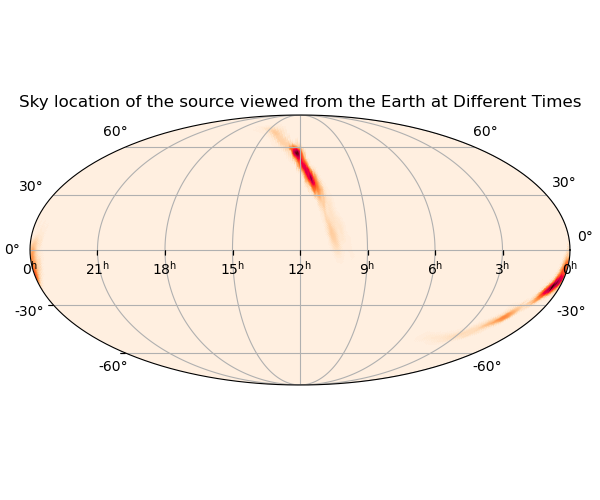 Sky location of the source viewed from the Earth at Different Times
60° 60°
30° 30°
0° 0°
0h 21h 18h 15h 12h 9h 6h 3h 0h
-30° -30°
-60° -60°